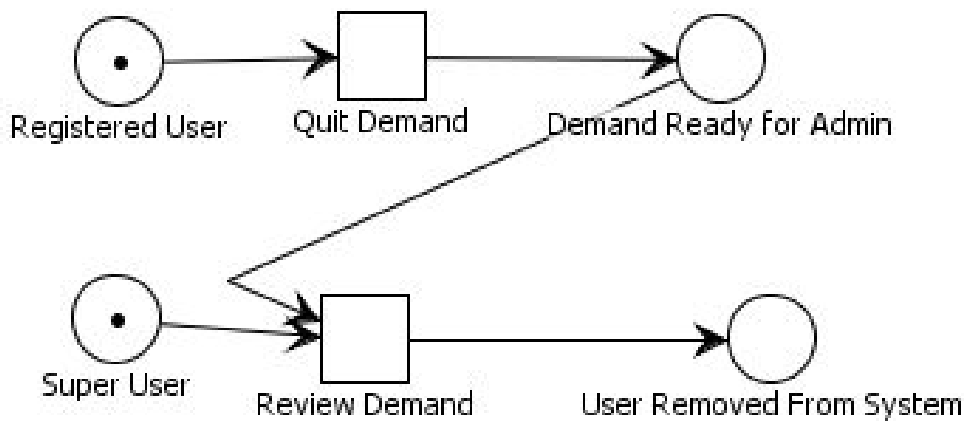 Registered User
Quit Demand
Demand Ready for Admin
Super User
Review Demand
User Removed From System